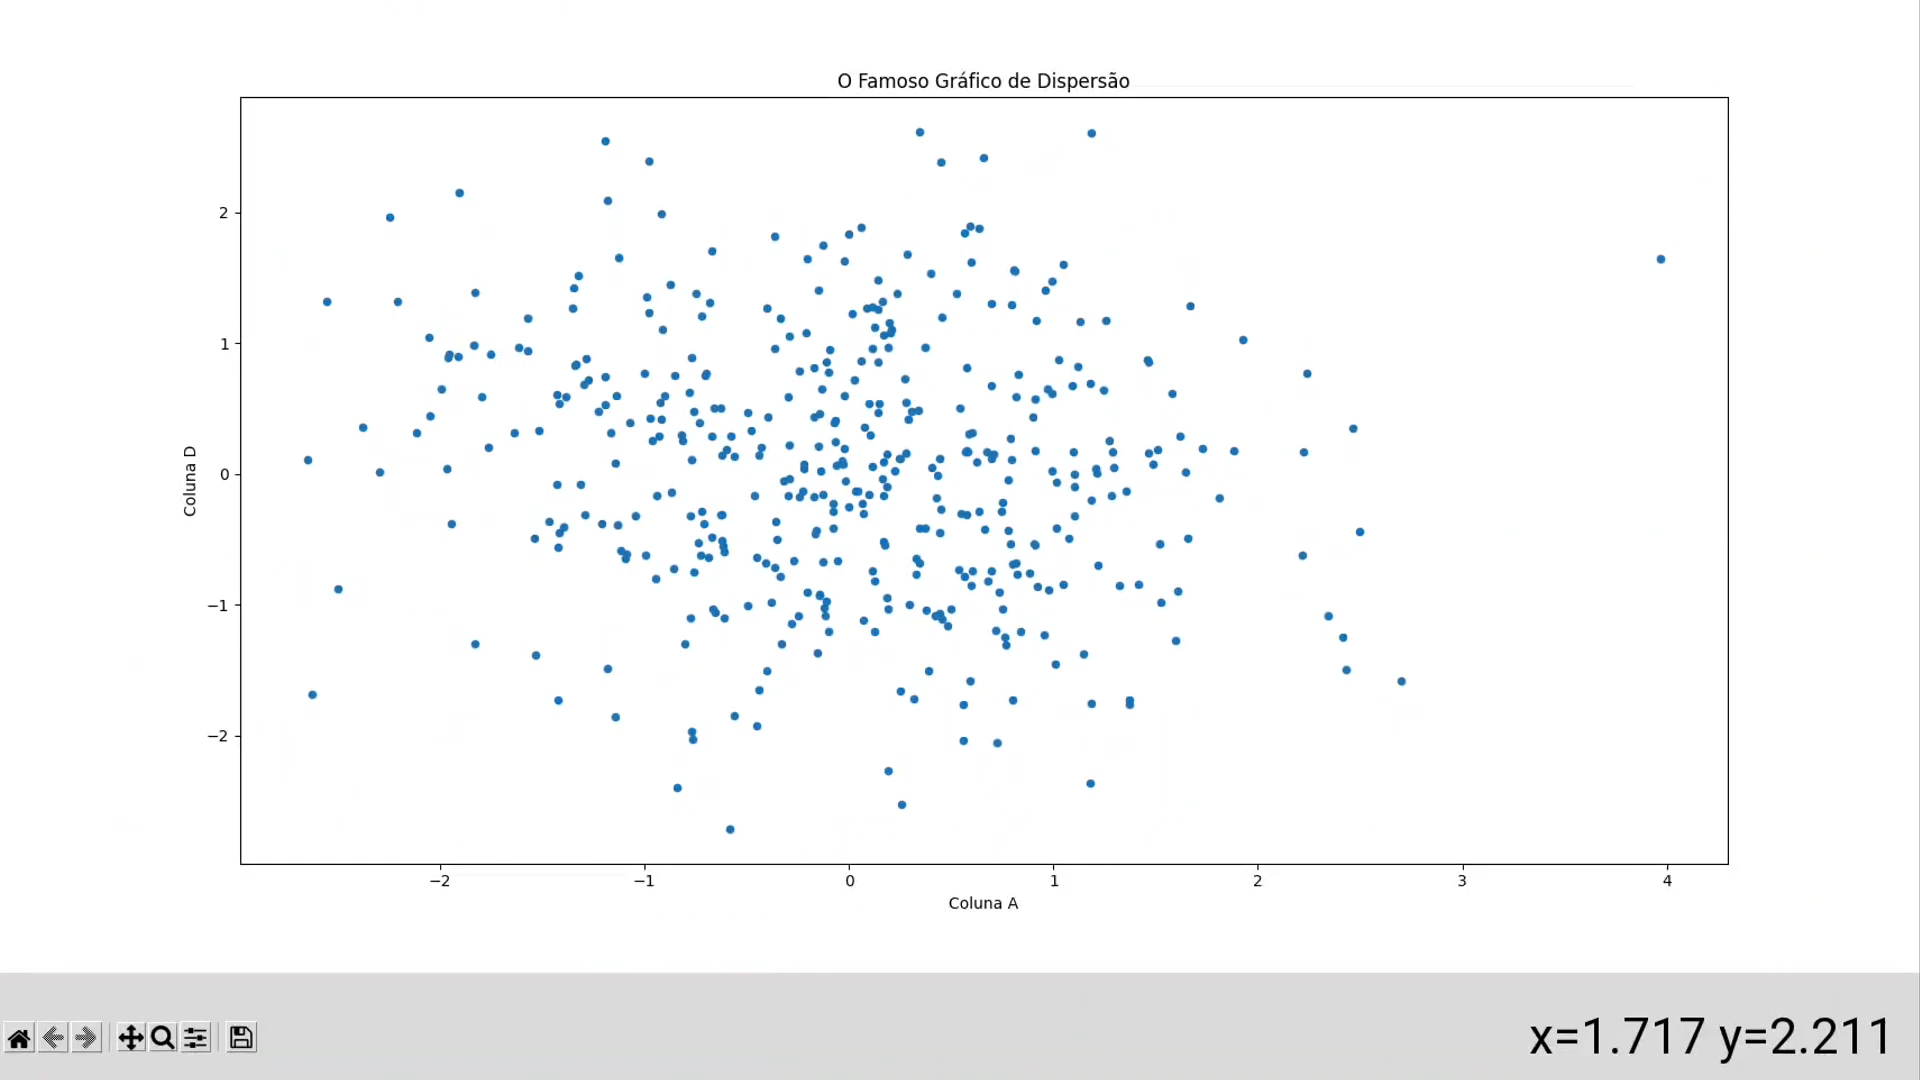 O Famoso Gráfico de Dispersão
2
1
0
−1
−2
Coluna D
−2 −1 0 1 2 3 4
Coluna A
x=1.717 y=2.211